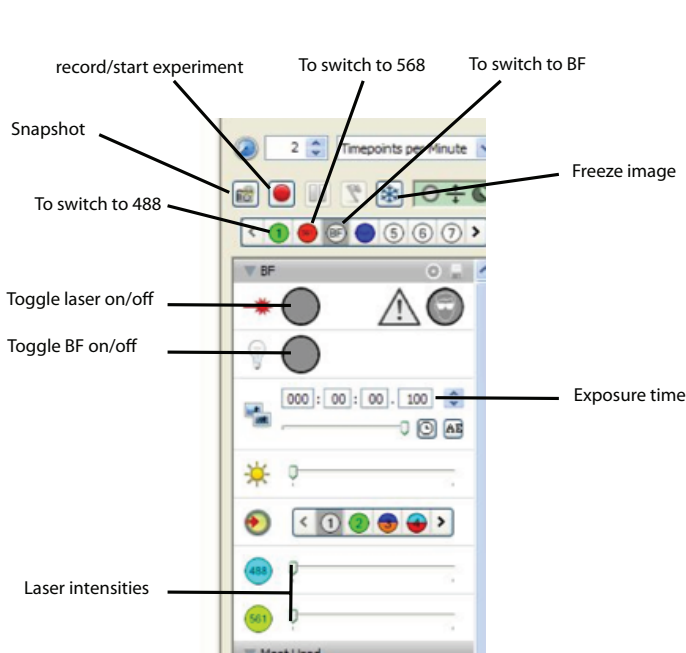 record/start experiment
To switch to 568
To switch to BF
Snapshot
2
Timepoints per Minute
Freeze image
To switch to 488
1
BF
5
6
7
BF
Toggle laser on/off
Toggle BF on/off
000 : 00 : 00 . 100
Exposure time
AE
1
2
3
4
488
Laser intensities
561
Most Used